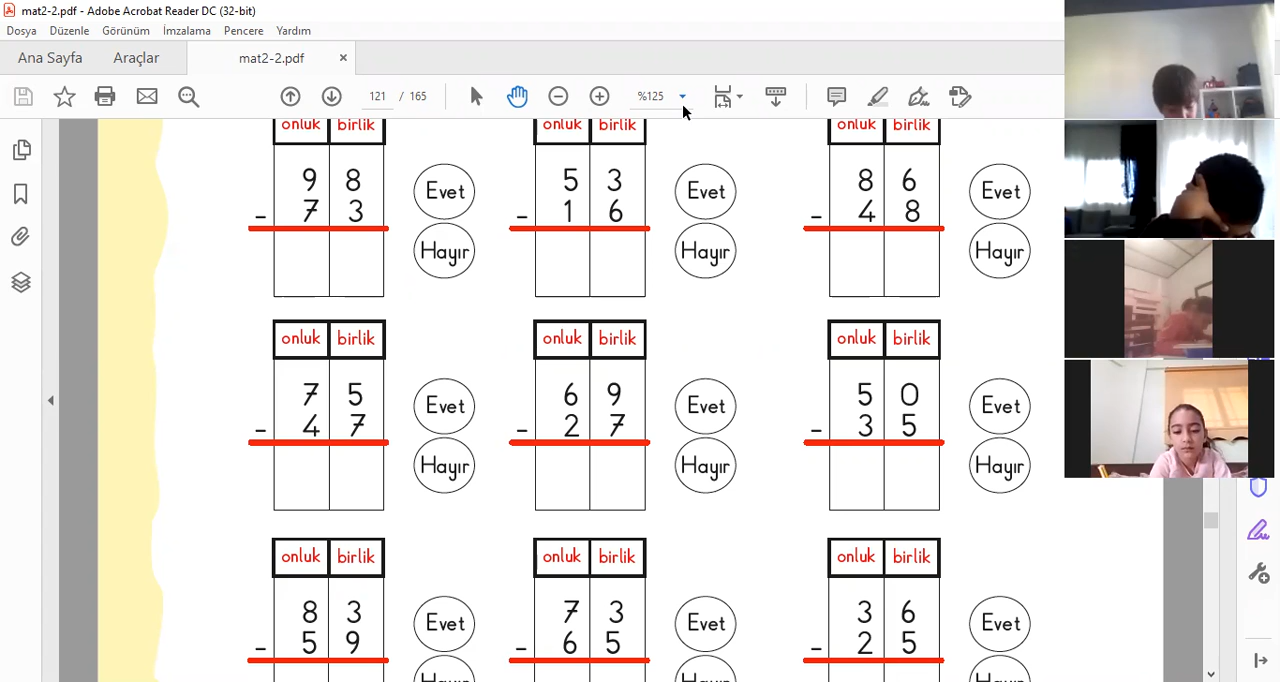 mat2-2.pdf - Adobe Acrobat Reader DC (32-bit)
Dosya Düzenle Görünüm İmzalama Pencere Yardım
Ana Sayfa Araçlar mat2-2.pdf ×
121 / 165 %125
onluk birlik onluk birlik onluk birlik
9 8 Evet 5 3 Evet 8 6 Evet
- 7 3 - 1 6 - 4 8
Hayır Hayır Hayır
onluk birlik onluk birlik onluk birlik
7 5 Evet 6 9 Evet 5 0 Evet
- 4 7 - 2 7 - 3 5
Hayır Hayır Hayır
onluk birlik onluk birlik onluk birlik
8 3 Evet 7 3 Evet 3 6 Evet
- 5 9 - 6 5 - 2 5
Hayır Hayır Hayır